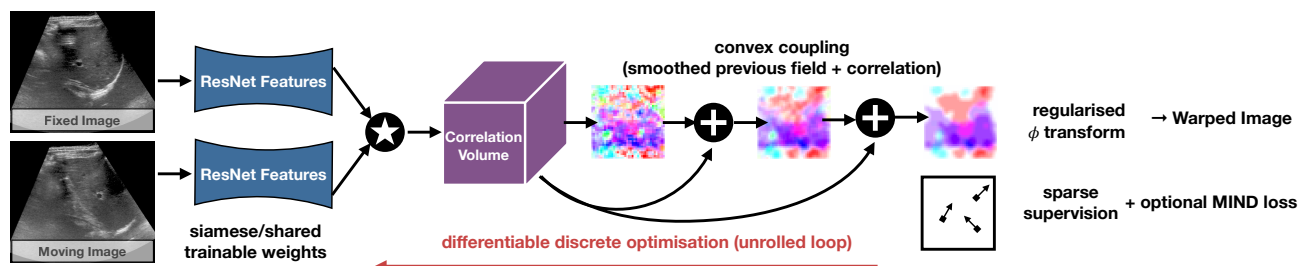 Fixed Image
Moving Image
ResNet Features
ResNet Features
siamese/shared
trainable weights
Correlation
Volume
convex coupling
(smoothed previous field + correlation)
regularised
ϕ transform
→ Warped Image
sparse
supervision
+ optional MIND loss
differentiable discrete optimisation (unrolled loop)